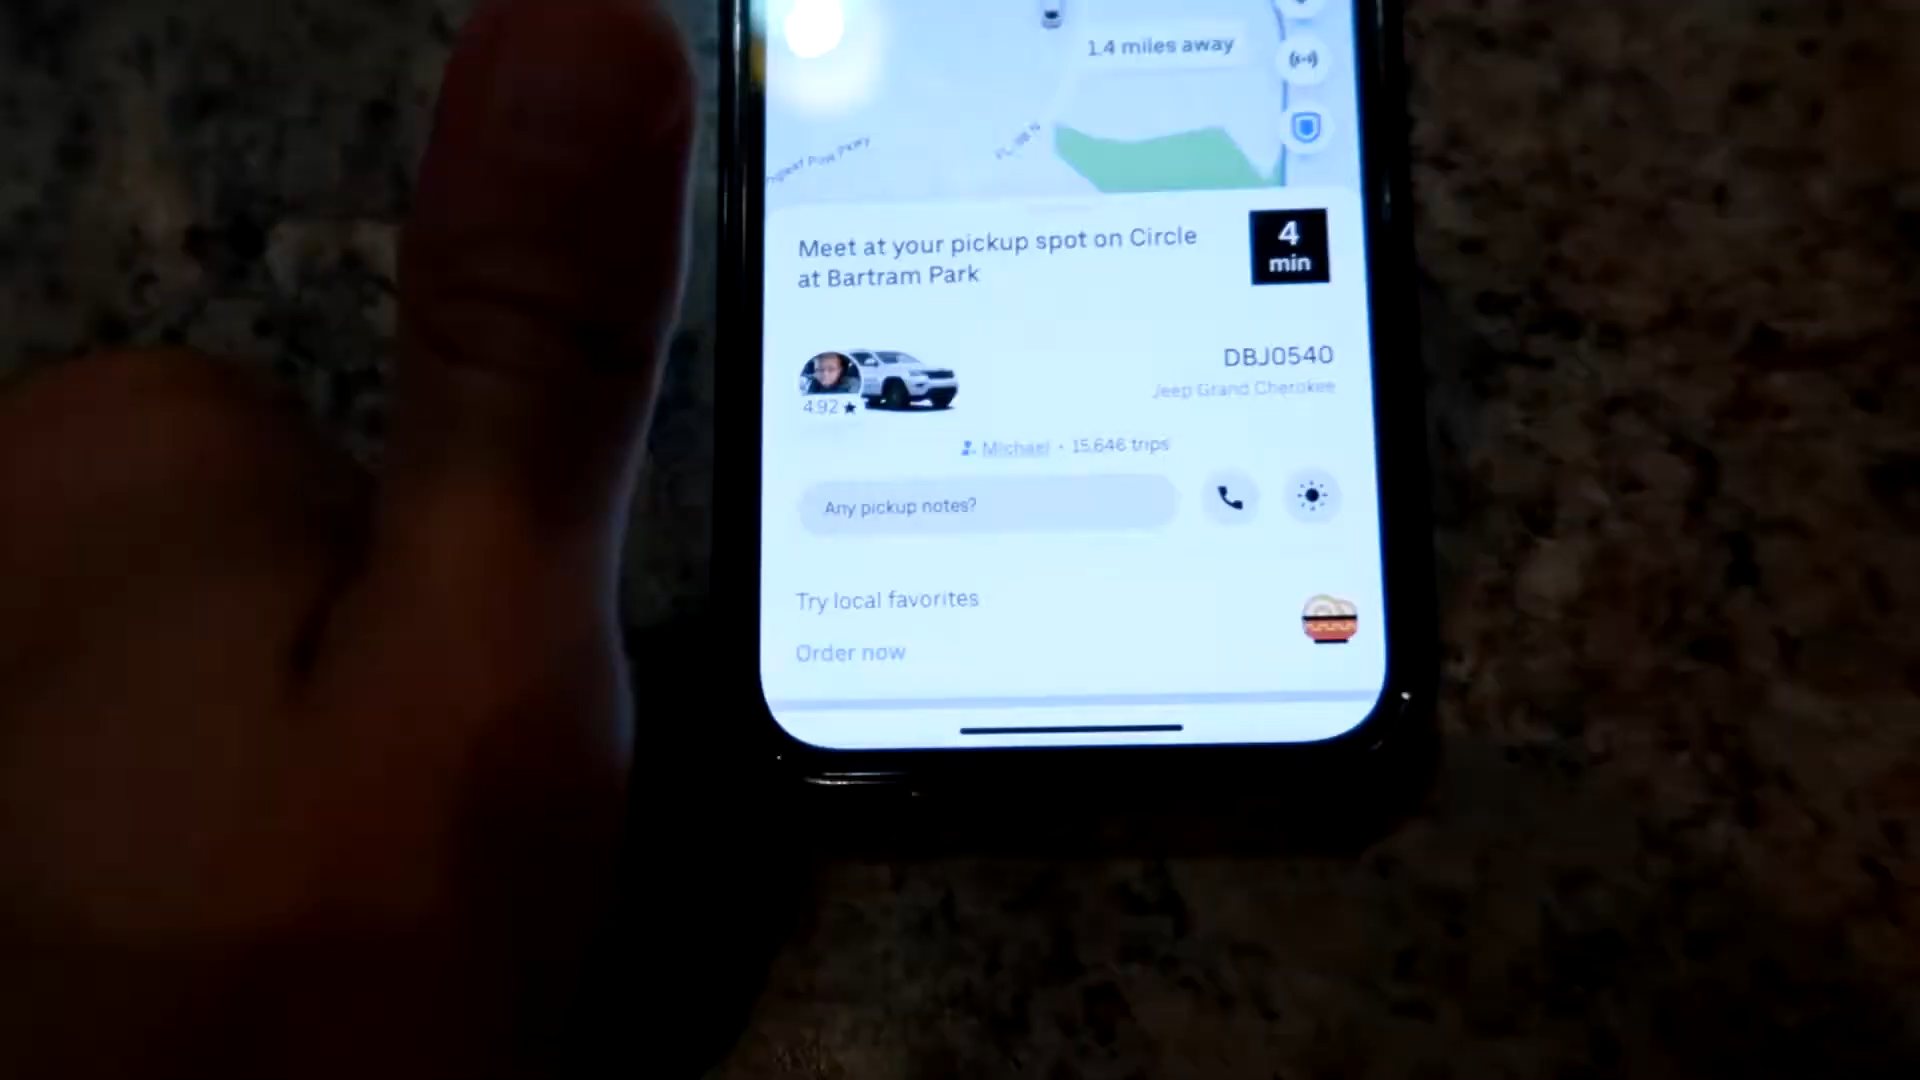 1.4 miles away
Meet at your pickup spot on Circle
at Bartram Park
4
min
DBJ0540
Jeep Grand Cherokee
4.92 ★
Michael · 15,646 trips
Any pickup notes?
Try local favorites
Order now